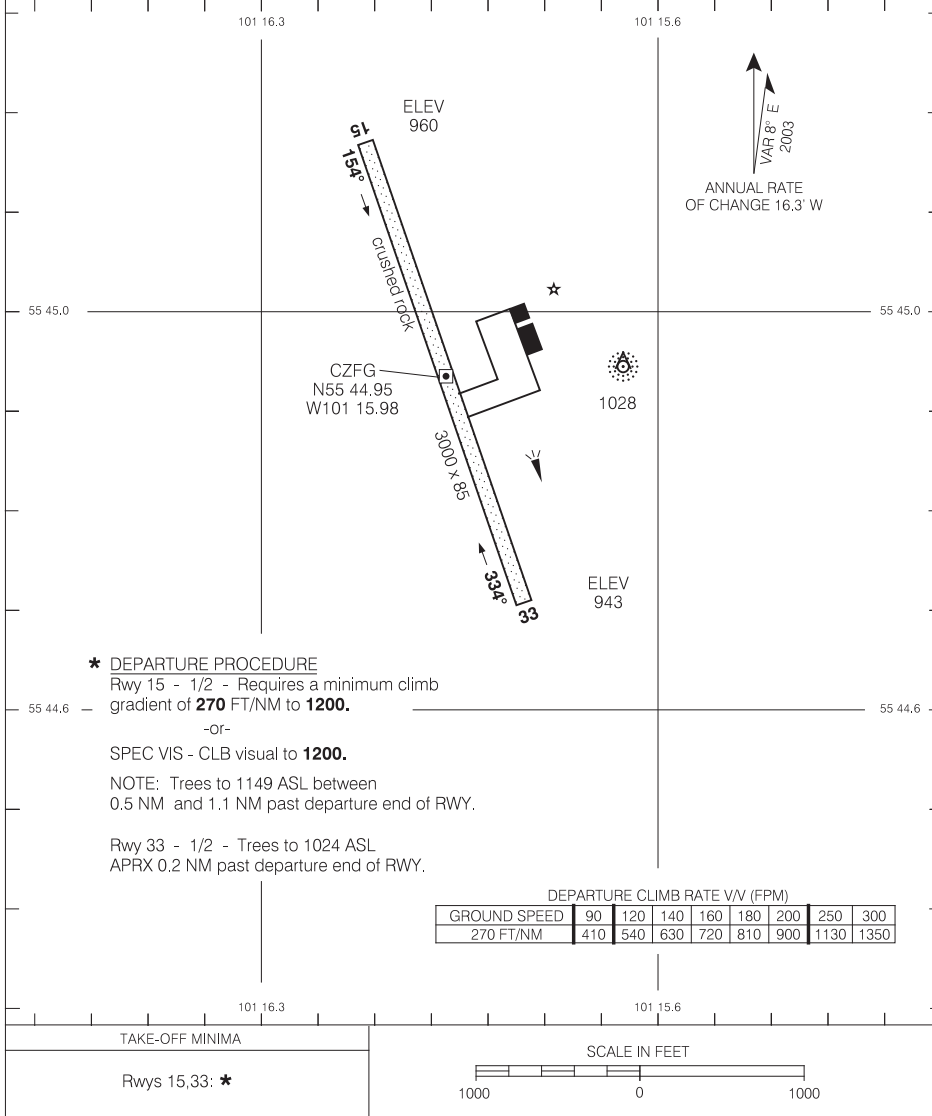 101 16.3
101 15.6
ELEV
960
15
154°
VAR 8° E
2003
ANNUAL RATE
OF CHANGE 16.3' W
crushed rock
55 45.0
55 45.0
CZFG
N55 44.95
W101 15.98
1028
3000 x 85
334°
33
ELEV
943
* DEPARTURE PROCEDURE
Rwy 15 - 1/2 - Requires a minimum climb
gradient of 270 FT/NM to 1200.
-or-
SPEC VIS - CLB visual to 1200.
NOTE: Trees to 1149 ASL between
0.5 NM and 1.1 NM past departure end of RWY.
Rwy 33 - 1/2 - Trees to 1024 ASL
APRX 0.2 NM past departure end of RWY.
55 44.6
55 44.6
DEPARTURE CLIMB RATE V/V (FPM)
GROUND SPEED 90 120 140 160 180 200 250 300
270 FT/NM 410 540 630 720 810 900 1130 1350
101 16.3
101 15.6
TAKE-OFF MINIMA
Rwys 15,33: *
SCALE IN FEET
1000 0 1000